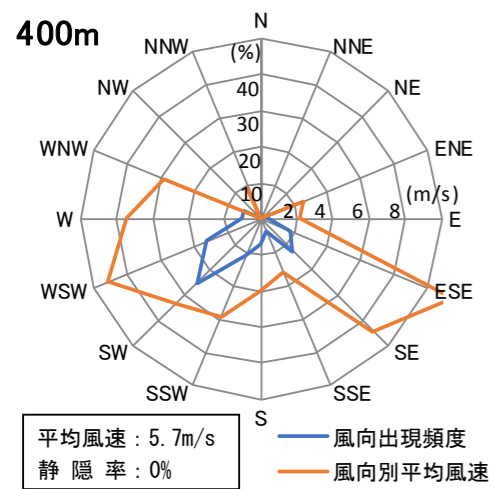 400m
N
NNW
NNE
(%)
NW
40
NE
30
WNW
20
ENE
10
(m/s)
W
2 4 6 8
E
WSW
ESE
SW
SE
SSW
SSE
S
平均風速：5.7m/s
静 隠 率：0%
風向出現頻度
風向別平均風速